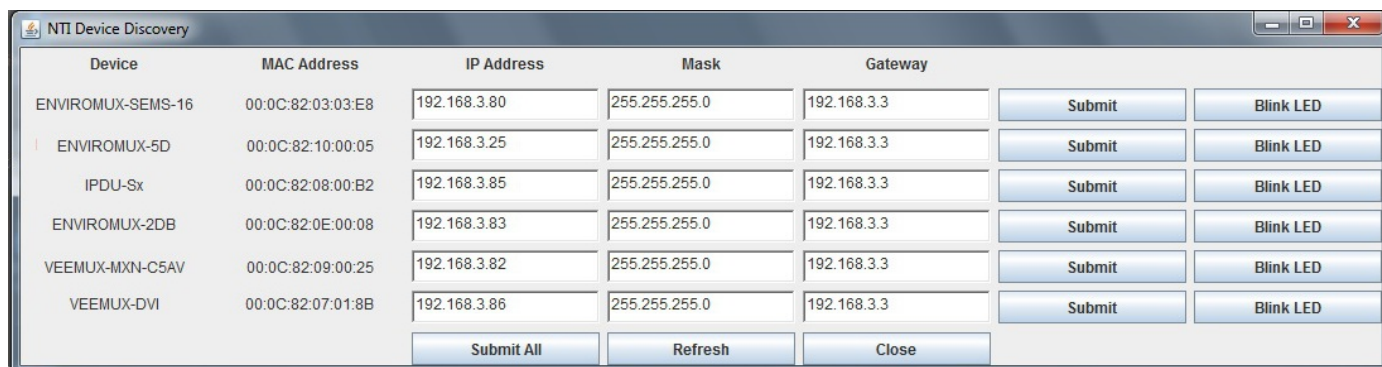 NTI Device Discovery
Device MAC Address IP Address Mask Gateway
ENVIROMUX-SEMS-16 00:0C:82:03:03:E8 192.168.3.80 255.255.255.0 192.168.3.3 Submit Blink LED
ENVIROMUX-5D 00:0C:82:10:00:05 192.168.3.25 255.255.255.0 192.168.3.3 Submit Blink LED
IPDU-Sx 00:0C:82:08:00:B2 192.168.3.85 255.255.255.0 192.168.3.3 Submit Blink LED
ENVIROMUX-2DB 00:0C:82:0E:00:08 192.168.3.83 255.255.255.0 192.168.3.3 Submit Blink LED
VEEMUX-MXN-C5AV 00:0C:82:09:00:25 192.168.3.82 255.255.255.0 192.168.3.3 Submit Blink LED
VEEMUX-DVI 00:0C:82:07:01:8B 192.168.3.86 255.255.255.0 192.168.3.3 Submit Blink LED
Submit All Refresh Close